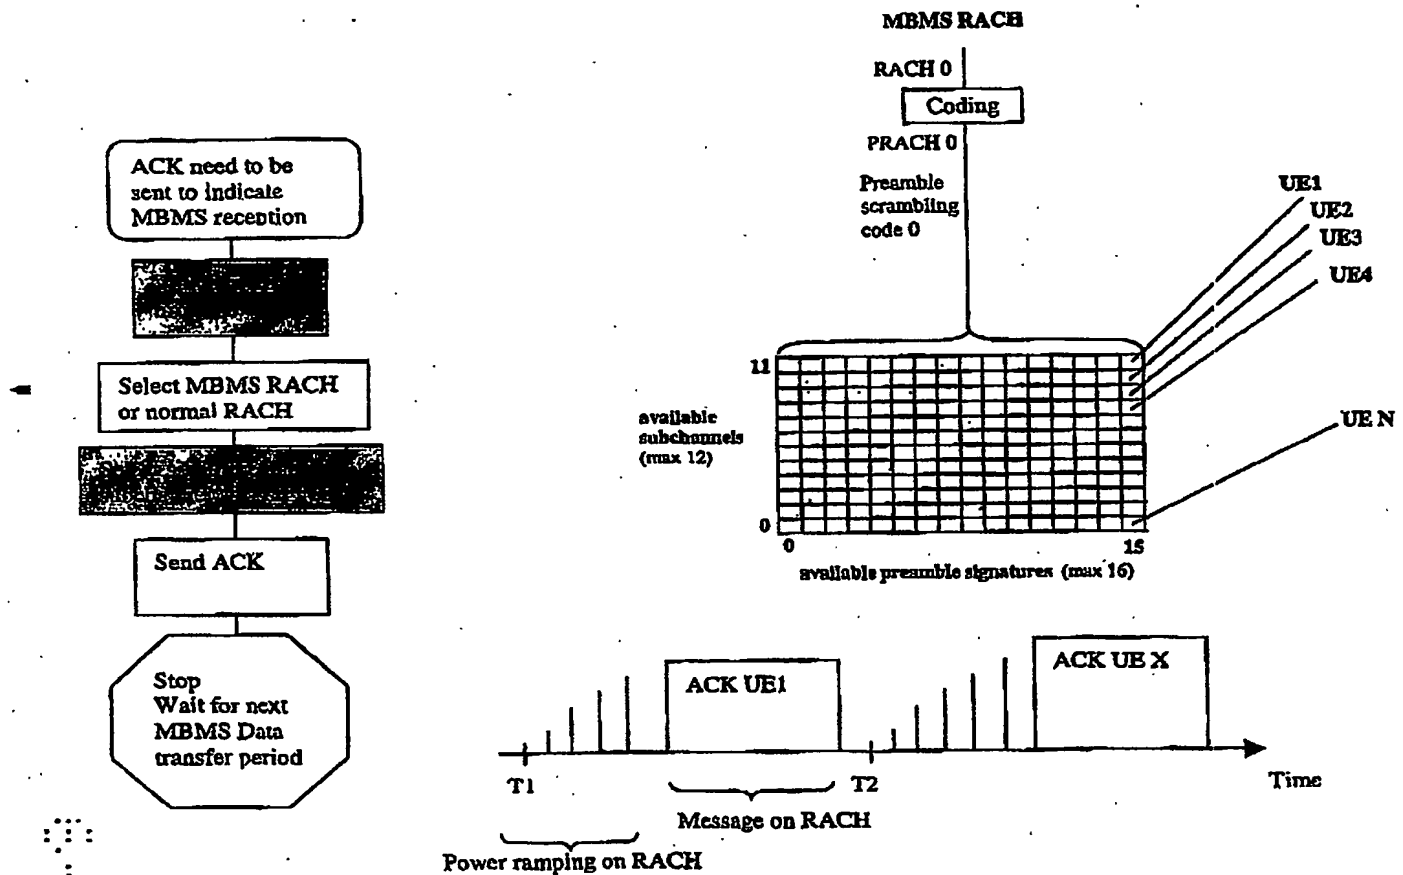 MBMS RACH
RACH 0
Coding
PRACH 0
Preamble
scrambling
code 0
ACK need to be
sent to indicate
MBMS reception
Select MBMS RACH
or normal RACH
Send ACK
Stop
Wait for next
MBMS Data
transfer period
UE1
UE2
UE3
UE4
UE N
11
available
subchannels
(max 12)
0
0
15
available preamble signatures (max 16)
ACK UE1
ACK UE X
T1
T2
Time
Message on RACH
Power ramping on RACH